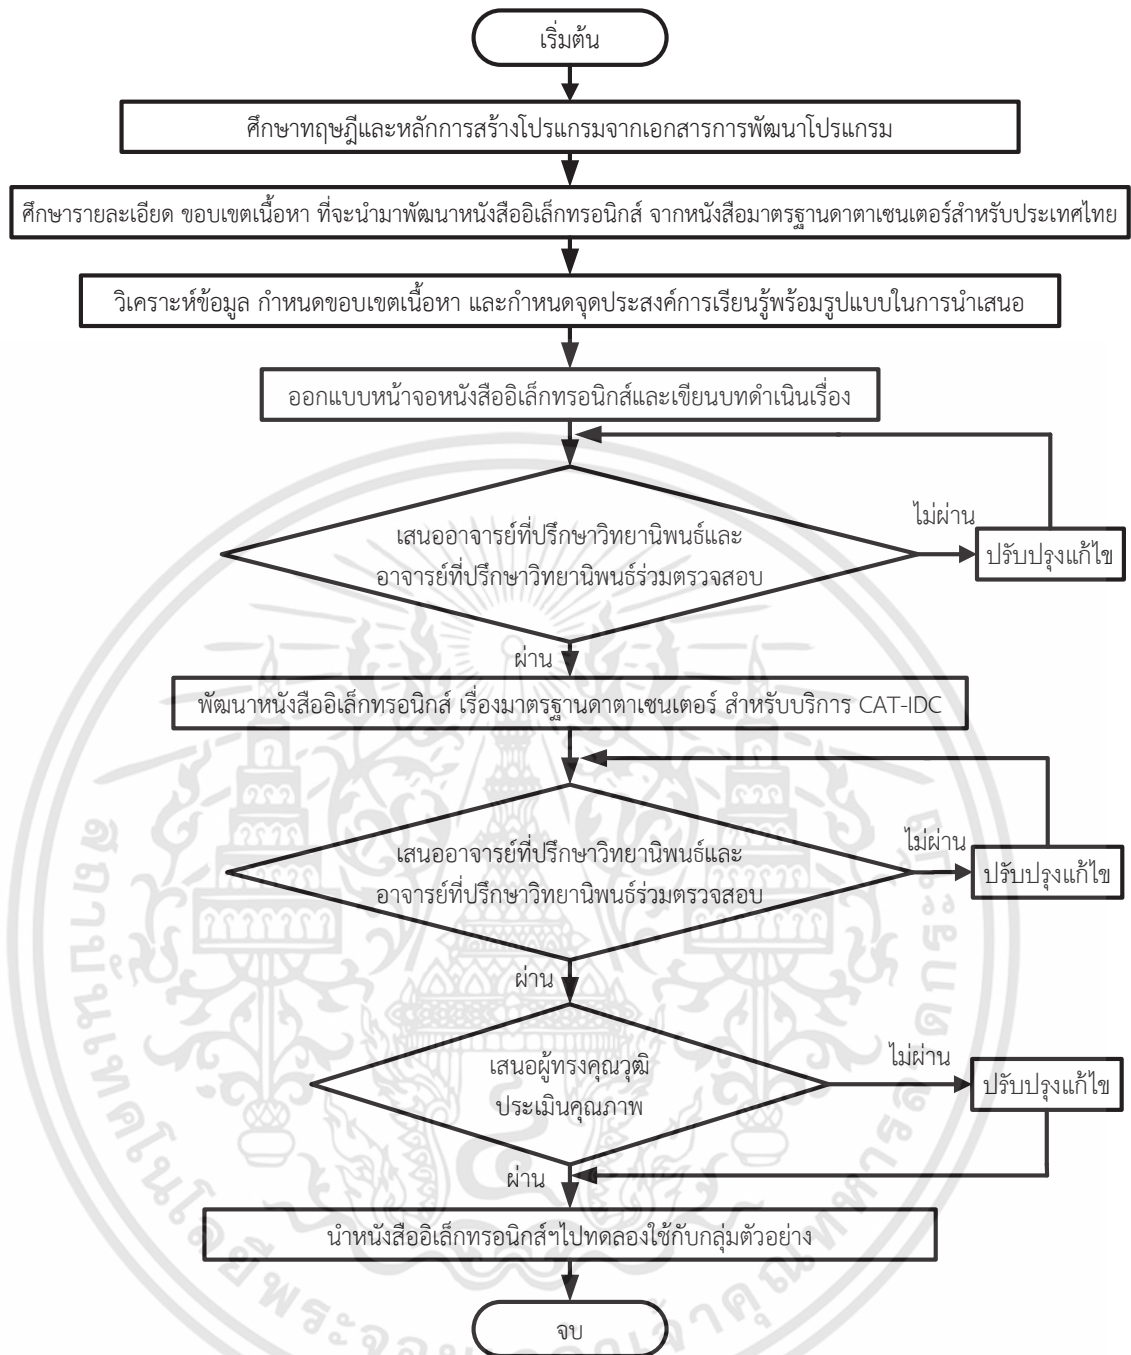 เริ่มต้น
ศึกษาทฤษฎีและหลักการสร้างโปรแกรมจากเอกสารการพัฒนาโปรแกรม
ศึกษารายละเอียด ขอบเขตเนื้อหา ที่จะนำมาพัฒนาหนังสืออิเล็กทรอนิกส์ จากหนังสือมาตรฐานดาตาเซนเตอร์สำหรับประเทศไทย
วิเคราะห์ข้อมูล กำหนดขอบเขตเนื้อหา และกำหนดจุดประสงค์การเรียนรู้พร้อมรูปแบบในการนำเสนอ
ออกแบบหน้าจอหนังสืออิเล็กทรอนิกส์และเขียนบทดำเนินเรื่อง
เสนออาจารย์ที่ปรึกษาวิทยานิพนธ์และ
อาจารย์ที่ปรึกษาวิทยานิพนธ์ร่วมตรวจสอบ
ไม่ผ่าน
ปรับปรุงแก้ไข
ผ่าน
พัฒนาหนังสืออิเล็กทรอนิกส์ เรื่องมาตรฐานดาตาเซนเตอร์ สำหรับบริการ CAT-IDC
เสนออาจารย์ที่ปรึกษาวิทยานิพนธ์และ
อาจารย์ที่ปรึกษาวิทยานิพนธ์ร่วมตรวจสอบ
ไม่ผ่าน
ปรับปรุงแก้ไข
ผ่าน
เสนอผู้ทรงคุณวุฒิ
ประเมินคุณภาพ
ไม่ผ่าน
ปรับปรุงแก้ไข
ผ่าน
นำหนังสืออิเล็กทรอนิกส์ฯไปทดลองใช้กับกลุ่มตัวอย่าง
จบ